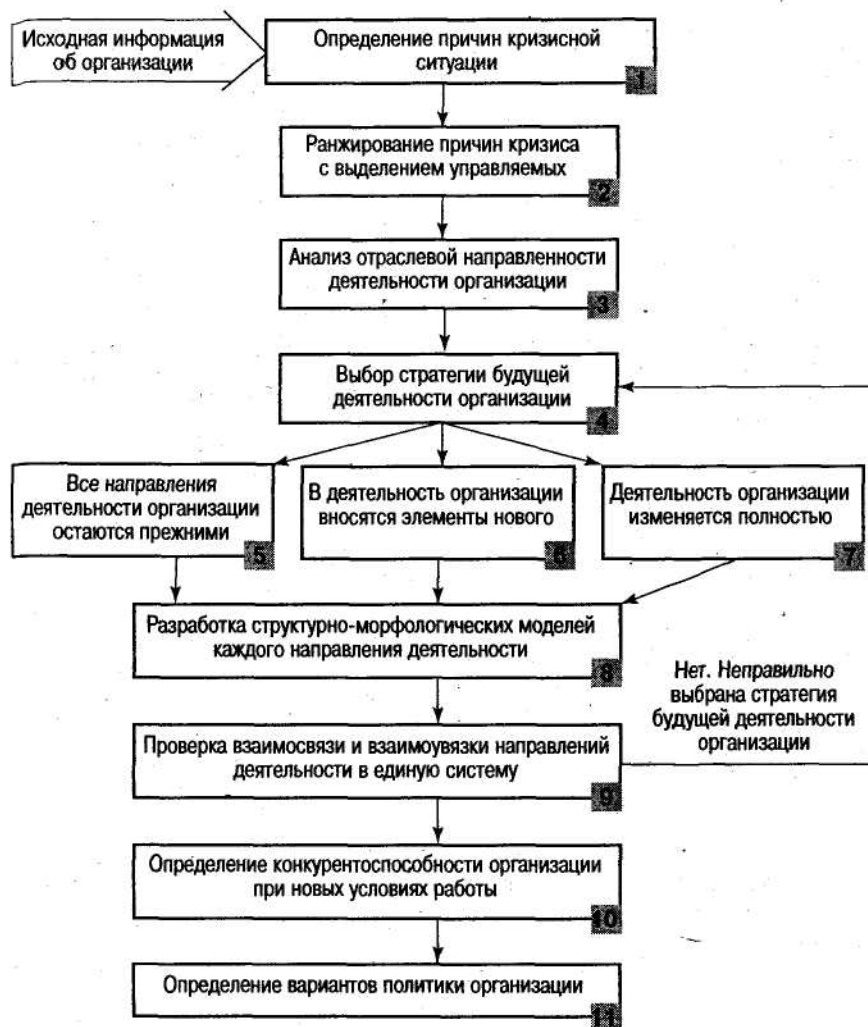 Исходная информация
об организации
Определение причин кризисной
ситуации
1
Ранжирование причин кризиса
с выделением управляемых
2
Анализ отраслевой направленности
деятельности организации
3
Выбор стратегии будущей
деятельности организации
4
Все направления
деятельности организации
остаются прежними
5
В деятельность организации
вносятся элементы нового
6
Деятельность организации
изменяется полностью
7
Разработка структурно-морфологических моделей
каждого направления деятельности
8
Нет. Неправильно
выбрана стратегия
будущей деятельности
организации
Проверка взаимосвязи и взаимоувязки направлений
деятельности в единую систему
9
Определение конкурентоспособности организации
при новых условиях работы
10
Определение вариантов политики организации
11